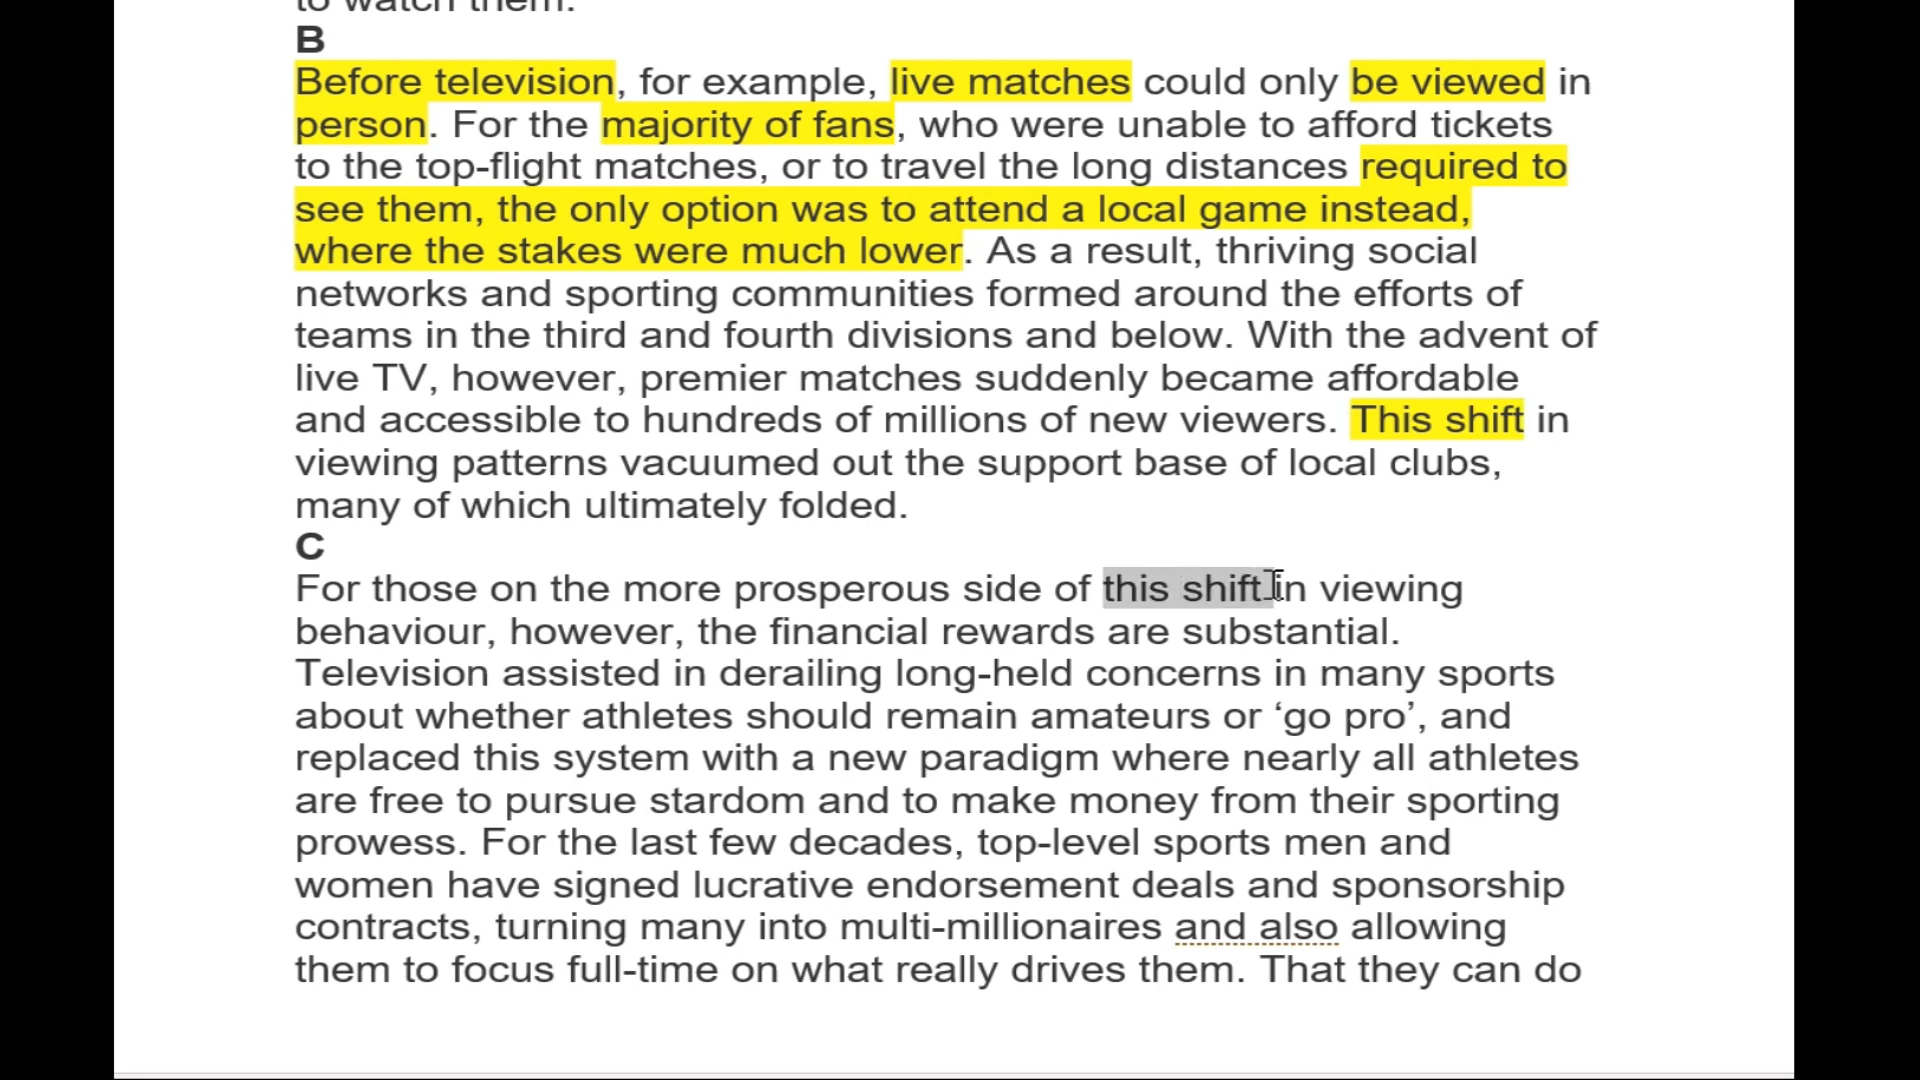 to watch them.
B
Before television, for example, live matches could only be viewed in
person. For the majority of fans, who were unable to afford tickets
to the top-flight matches, or to travel the long distances required to
see them, the only option was to attend a local game instead,
where the stakes were much lower. As a result, thriving social
networks and sporting communities formed around the efforts of
teams in the third and fourth divisions and below. With the advent of
live TV, however, premier matches suddenly became affordable
and accessible to hundreds of millions of new viewers. This shift in
viewing patterns vacuumed out the support base of local clubs,
many of which ultimately folded.
C
For those on the more prosperous side of this shift in viewing
behaviour, however, the financial rewards are substantial.
Television assisted in derailing long-held concerns in many sports
about whether athletes should remain amateurs or ‘go pro’, and
replaced this system with a new paradigm where nearly all athletes
are free to pursue stardom and to make money from their sporting
prowess. For the last few decades, top-level sports men and
women have signed lucrative endorsement deals and sponsorship
contracts, turning many into multi-millionaires and also allowing
them to focus full-time on what really drives them. That they can do